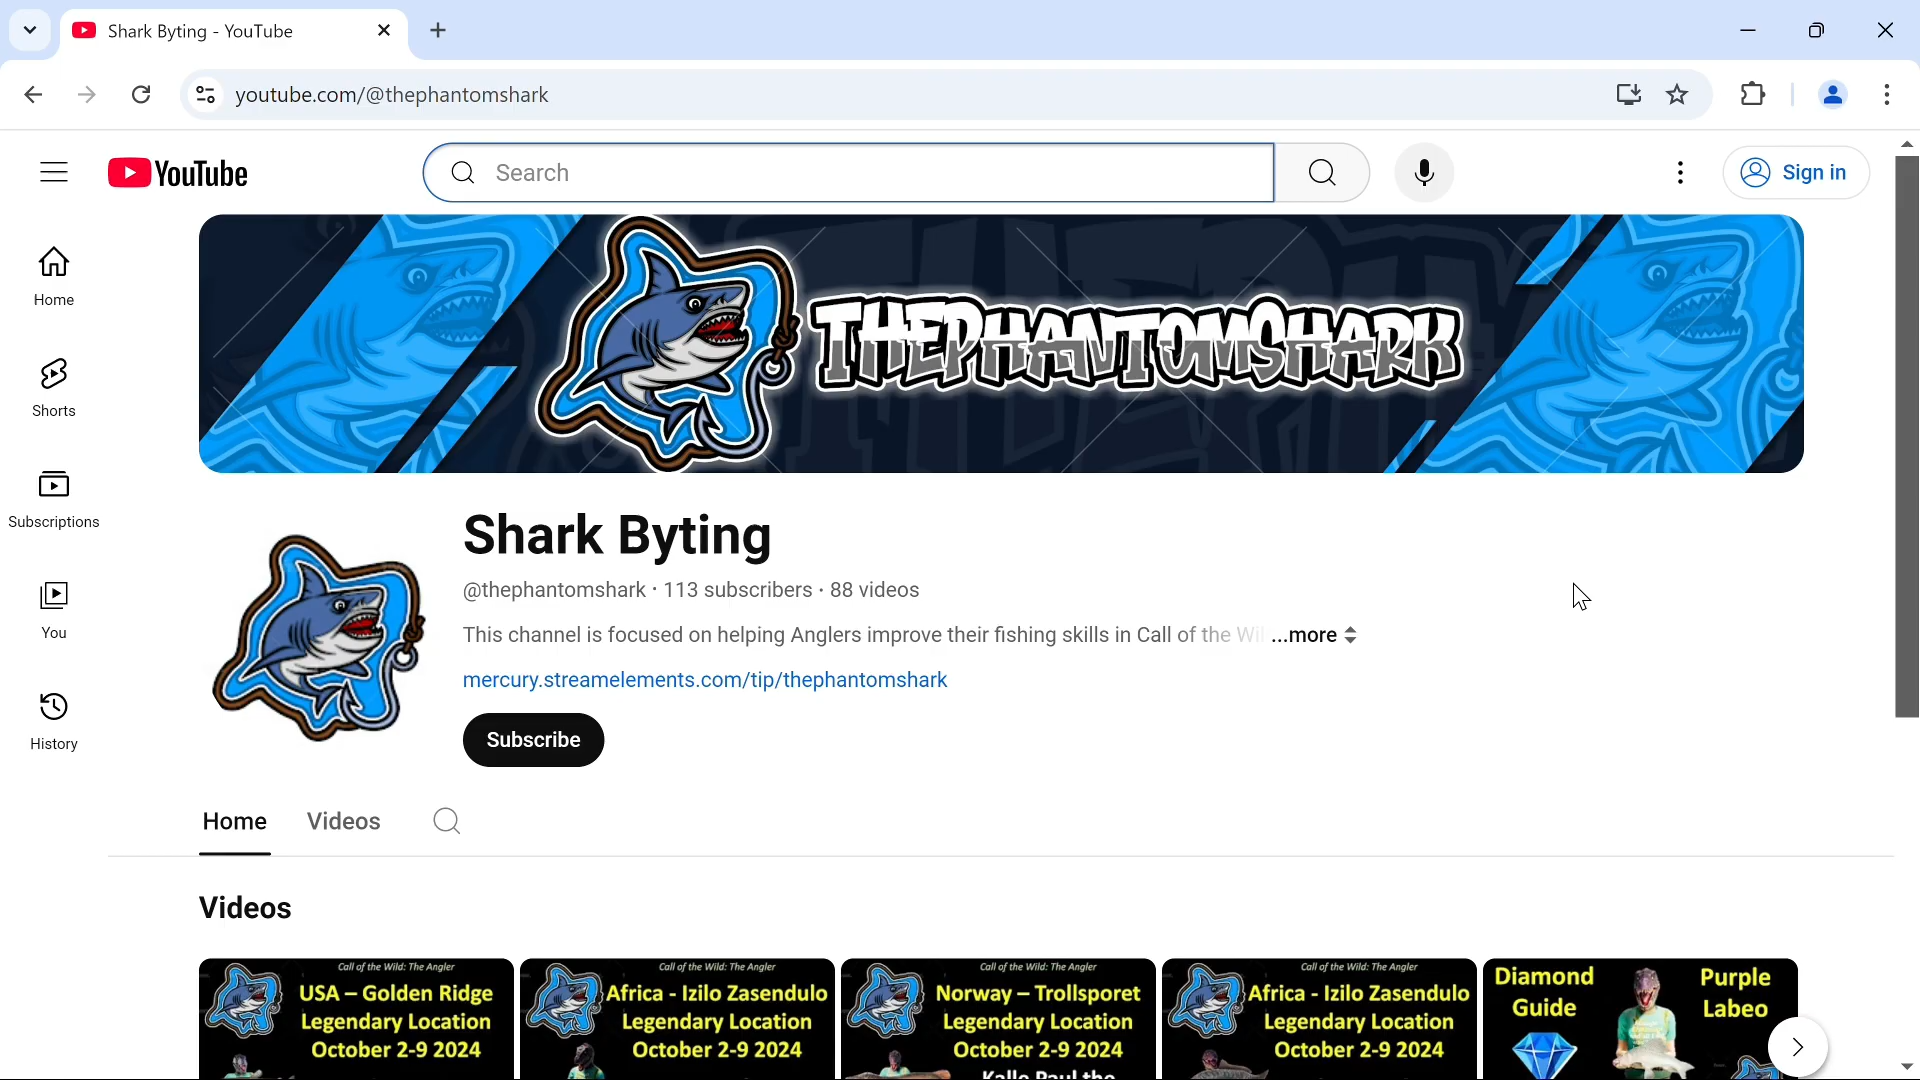 Shark Byting - YouTube
youtube.com/@thephantomshark
YouTube
Search
Sign in
Home
Shorts
Subscriptions
You
History
THEPHANTOMSHARK
Shark Byting
@thephantomshark · 113 subscribers · 88 videos
This channel is focused on helping Anglers improve their fishing skills in Call of the Wil ...more
mercury.streamelements.com/tip/thephantomshark
Subscribe
Home
Videos
Videos
Call of the Wild: The Angler
USA – Golden Ridge
Legendary Location
October 2-9 2024
Call of the Wild: The Angler
Africa - Izilo Zasendulo
Legendary Location
October 2-9 2024
Call of the Wild: The Angler
Norway – Trollsporet
Legendary Location
October 2-9 2024
Kalle Paul the
Call of the Wild: The Angler
Africa - Izilo Zasendulo
Legendary Location
October 2-9 2024
Diamond
Guide
Purple
Labeo